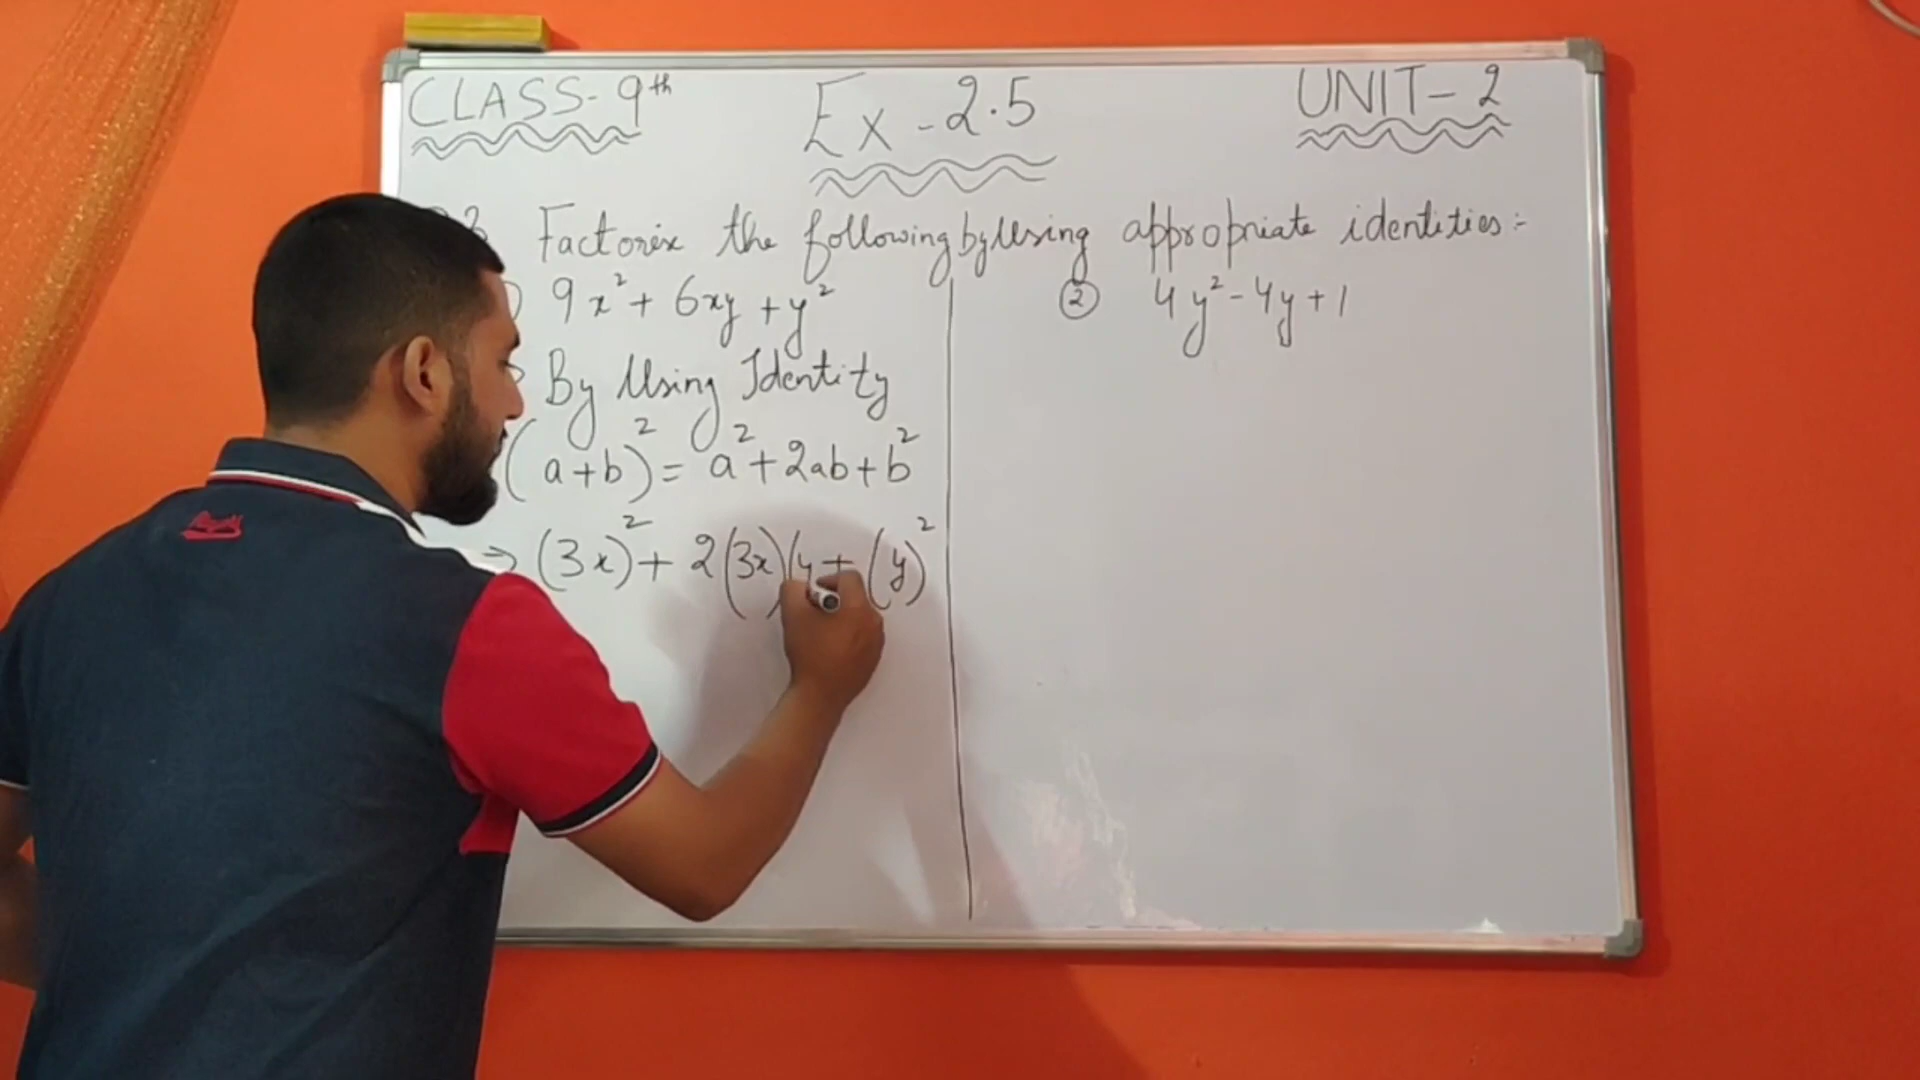 CLASS-9th
Ex-2.5
UNIT-2
Factorix the following by Using appropriate identities:-
9x²+6xy+y²
② 4y²-4y+1
By Using Identity
(a+b)²=a²+2ab+b²
⇒ (3x)²+2(3x)(y+(y)²